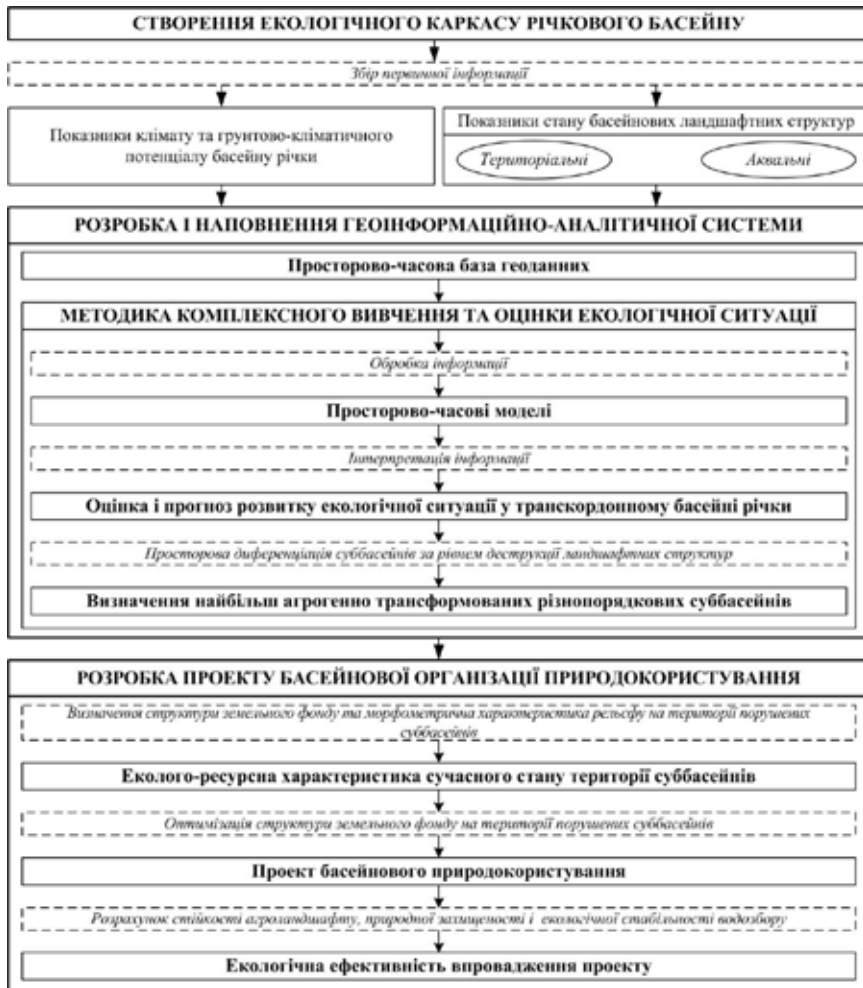 СТВОРЕННЯ ЕКОЛОГІЧНОГО КАРКАСУ РІЧКОВОГО БАСЕЙНУ
Збір первинної інформації
Показники клімату та грунтово-кліматичного
потенціалу басейну річки
Показники стану басейнових ландшафтних структур
Територіальні
Аквальні
РОЗРОБКА І НАПОВНЕННЯ ГЕОІНФОРМАЦІЙНО-АНАЛІТИЧНОЇ СИСТЕМИ
Просторово-часова база геоданних
МЕТОДИКА КОМПЛЕКСНОГО ВИВЧЕННЯ ТА ОЦІНКИ ЕКОЛОГІЧНОЇ СИТУАЦІЇ
Обробка інформації
Просторово-часові моделі
Інтерпретація інформації
Оцінка і прогноз розвитку екологічної ситуації у транскордонному басейні річки
Просторова диференціація суббасейнів за рівнем деструкції ландшафтних структур
Визначення найбільш агрогенно трансформованих різнопорядкових суббасейнів
РОЗРОБКА ПРОЕКТУ БАСЕЙНОВОЇ ОРГАНІЗАЦІЇ ПРИРОДОКОРИСТУВАННЯ
Визначення структури земельного фонду та морфометрична характеристика рельєфу на території порушених
суббасейнів
Еколого-ресурсна характеристика сучасного стану території суббасейнів
Оптимізація структури земельного фонду на території порушених суббасейнів
Проект басейнового природокористування
Розрахунок стійкості агроландшафту, природної захищеності і екологічної стабільності водозбору
Екологічна ефективність впровадження проекту